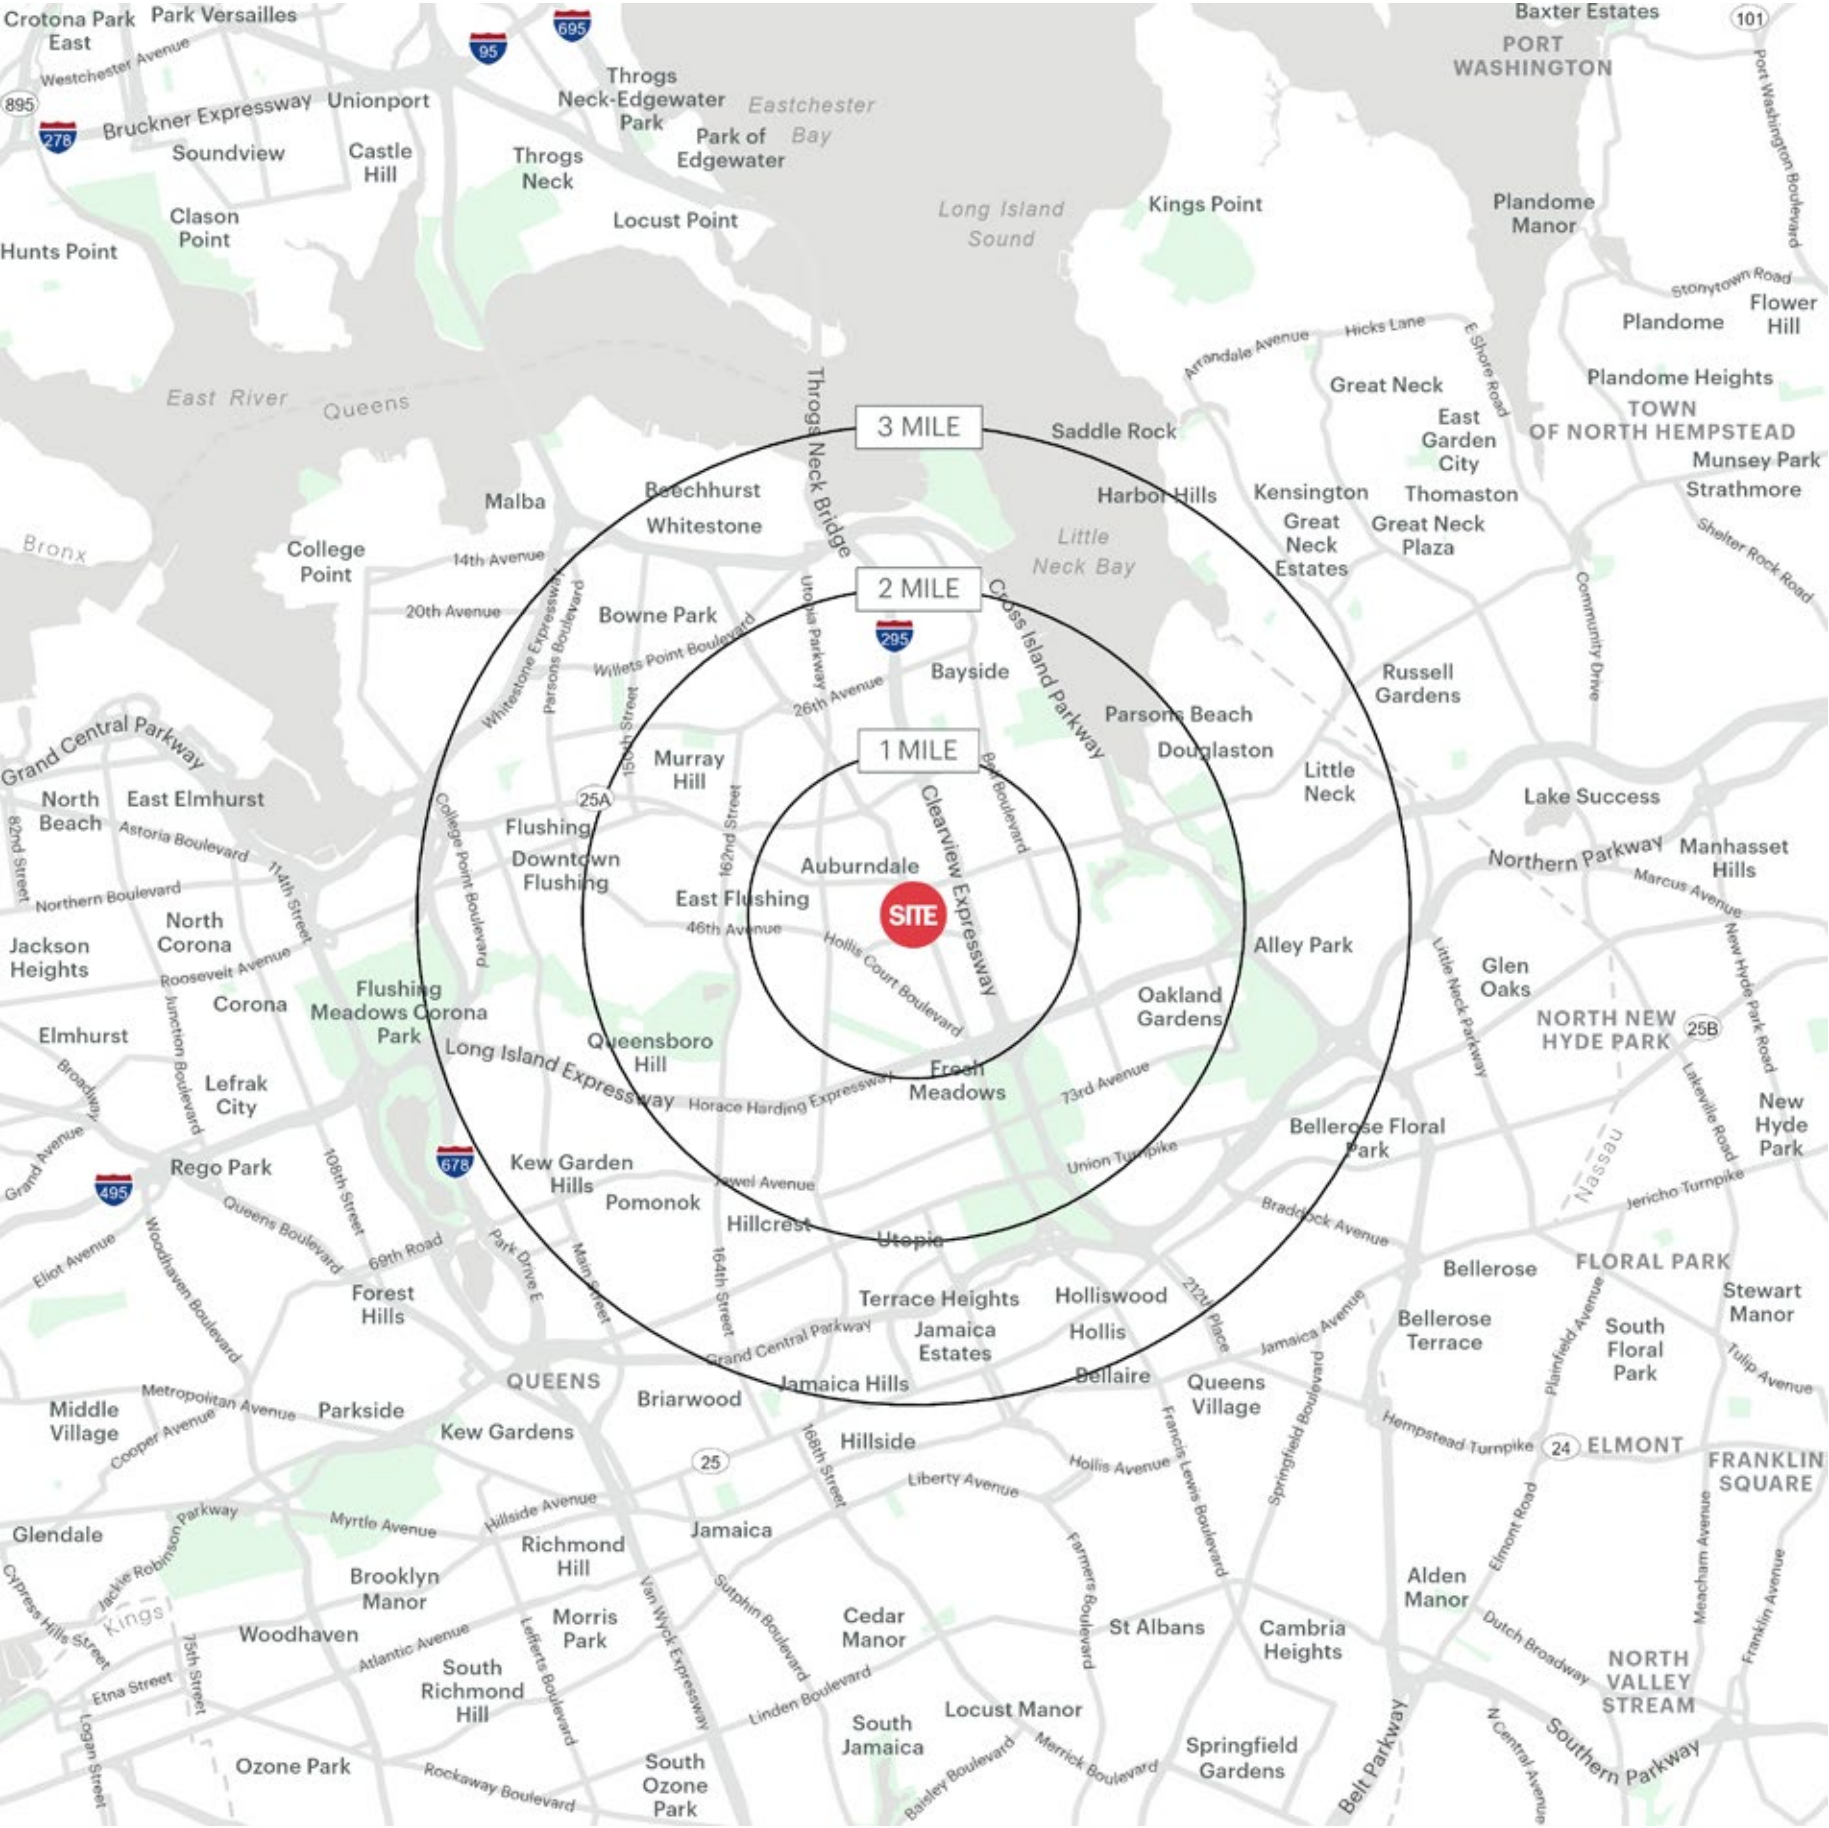 Crotona Park
East
Park Versailles
695
95
Baxter Estates
101
PORT
WASHINGTON
Westchester Avenue
895
278
Bruckner Expressway
Unionport
Throgs
Neck-Edgewater
Park
Eastchester
Bay
Park of
Edgewater
Port Washington Boulevard
Soundview
Castle
Hill
Throgs
Neck
Clason
Point
Locust Point
Long Island
Sound
Kings Point
Plandome
Manor
Hunts Point
Stonytown Road
Flower
Hill
Plandome
Arrandale Avenue
Hicks Lane
E Shore Road
East River
Queens
Throgs Neck Bridge
Great Neck
Plandome Heights
TOWN
OF NORTH HEMPSTEAD
3 MILE
Saddle Rock
East
Garden
City
Munsey Park
Strathmore
Malba
Beechhurst
Whitestone
Harbor Hills
Kensington
Thomaston
Great
Neck
Estates
Great Neck
Plaza
Shelter Rock Road
Bronx
College
Point
14th Avenue
Little
Neck Bay
20th Avenue
Whitestone Expressway
Parsons Boulevard
Bowne Park
Willets Point Boulevard
Utopia Parkway
2 MILE
295
Cross Island Parkway
Community Drive
150th Street
26th Avenue
Bayside
Russell
Gardens
Grand Central Parkway
Parsons Beach
Douglaston
Murray
Hill
1 MILE
Bell Boulevard
Little
Neck
North
Beach
East Elmhurst
25A
Lake Success
82nd Street
Astoria Boulevard
114th Street
College Point Boulevard
Flushing
Downtown
Flushing
162nd Street
Clearview Expressway
Auburndale
Northern Parkway
Manhasset
Hills
Marcus Avenue
Northern Boulevard
East Flushing
SITE
46th Avenue
North
Corona
Jackson
Heights
Roosevelt Avenue
Hollis Court Boulevard
Alley Park
Little Neck Parkway
Glen
Oaks
New Hyde Park Road
Flushing
Meadows Corona
Park
Corona
Junction Boulevard
Oakland
Gardens
NORTH NEW
HYDE PARK
25B
Elmhurst
Broadway
Long Island Expressway
Queensboro
Hill
Fresh
Meadows
Horace Harding Expressway
73rd Avenue
Lefrak
City
Lakeville Road
New
Hyde
Park
Grand Avenue
Rego Park
108th Street
678
Kew Garden
Hills
Jewel Avenue
Union Turnpike
Bellerose Floral
Park
Nassau
Jericho Turnpike
495
Queens Boulevard
Pomonok
Hillcrest
Utopia
Braddock Avenue
Eliot Avenue
Woodhaven Boulevard
69th Road
Park Drive E
Main Street
164th Street
212th Place
Bellerose
FLORAL PARK
Forest
Hills
Terrace Heights
Holliswood
Stewart
Manor
Grand Central Parkway
Jamaica
Estates
Hollis
Jamaica Avenue
Bellerose
Terrace
Plainfield Avenue
South
Floral
Park
Tulip Avenue
QUEENS
Jamaica Hills
Bellaire
Queens
Village
Springfield Boulevard
Middle
Village
Metropolitan Avenue
Cooper Avenue
Parkside
Briarwood
Kew Gardens
Hillside
168th Street
Francis Lewis Boulevard
Hempstead Turnpike
24
ELMONT
FRANKLIN
SQUARE
25
Hollis Avenue
Liberty Avenue
Glendale
Jackie Robinson Parkway
Myrtle Avenue
Hillside Avenue
Jamaica
Elmont Road
Meacham Avenue
Franklin Avenue
Richmond
Hill
Farmers Boulevard
Cypress Hills Street
Brooklyn
Manor
Van Wyck Expressway
Sutphin Boulevard
Alden
Manor
Kings
Woodhaven
Atlantic Avenue
Lefferts Boulevard
Morris
Park
Cedar
Manor
St Albans
Cambria
Heights
Dutch Broadway
75th Street
Etna Street
South
Richmond
Hill
Linden Boulevard
NORTH
VALLEY
STREAM
Logan Street
Locust Manor
Belt Parkway
N Central Avenue
Southern Parkway
South
Jamaica
Baisley Boulevard
Merrick Boulevard
Springfield
Gardens
Ozone Park
Rockaway Boulevard
South
Ozone
Park